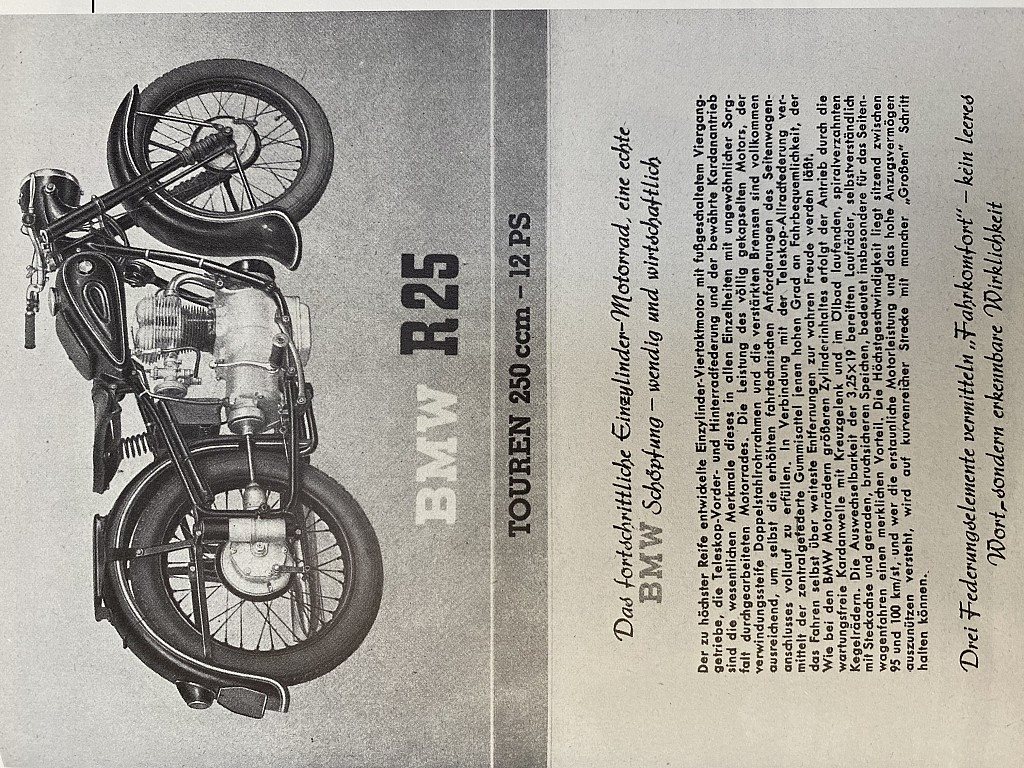 BMW R25
TOUREN 250 ccm – 12 PS
Das fortschrittliche Einzylinder-Motorrad, eine echte
BMW Schöpfung – wendig und wirtschaftlich
Der zu höchster Reife entwickelte Einzylinder-Viertaktmotor mit fußgeschaltetem Viergang-
getriebe, die Teleskop-Vorder- und Hinterradfederung und der bewährte Kardanantrieb
sind die wesentlichen Merkmale dieses in allen Einzelheiten mit ungewöhnlicher Sorg-
falt durchgearbeiteten Motorrades. Die Leistung des völlig gekapselten Motors, der
verwindungssteife Doppelstahlrohrrahmen und die verstärkten Bremsen sind vollkommen
ausreichend, um selbst die erhöhten fahrtechnischen Anforderungen des Seitenwagen-
anschlusses vollauf zu erfüllen. In Verbindung mit der Teleskop-Allradfederung ver-
mittelt der zentralgefederte Gummisattel jenen hohen Grad an Fahrbequemlichkeit, der
das Fahren selbst über weiteste Entfernungen zur wahren Freude werden läßt.
Wie bei den BMW Motorrädern größeren Zylinderinhaltes erfolgt der Antrieb durch die
wartungsfreie Kardanwelle mit Kreuzgelenk und im Ölbad laufenden, spiralverzahnten
Kegelrädern. Die Auswechselbarkeit der 3,25×19 bereiften Laufräder, selbstverständlich
mit Steckachse und geraden, bruchsicheren Speichen, bedeutet insbesondere für das Seiten-
wagenfahren einen merklichen Vorteil. Die Höchstgeschwindigkeit liegt sitzend zwischen
95 und 100 km/st, und wer die erstaunliche Motorleistung und das hohe Anzugsvermögen
auszunützen versteht, wird auf kurvenreicher Strecke mit mancher „Großen“ Schritt
halten können.
Drei Federungselemente vermitteln „Fahrkomfort“ – kein leeres
Wort, sondern erkennbare Wirklichkeit